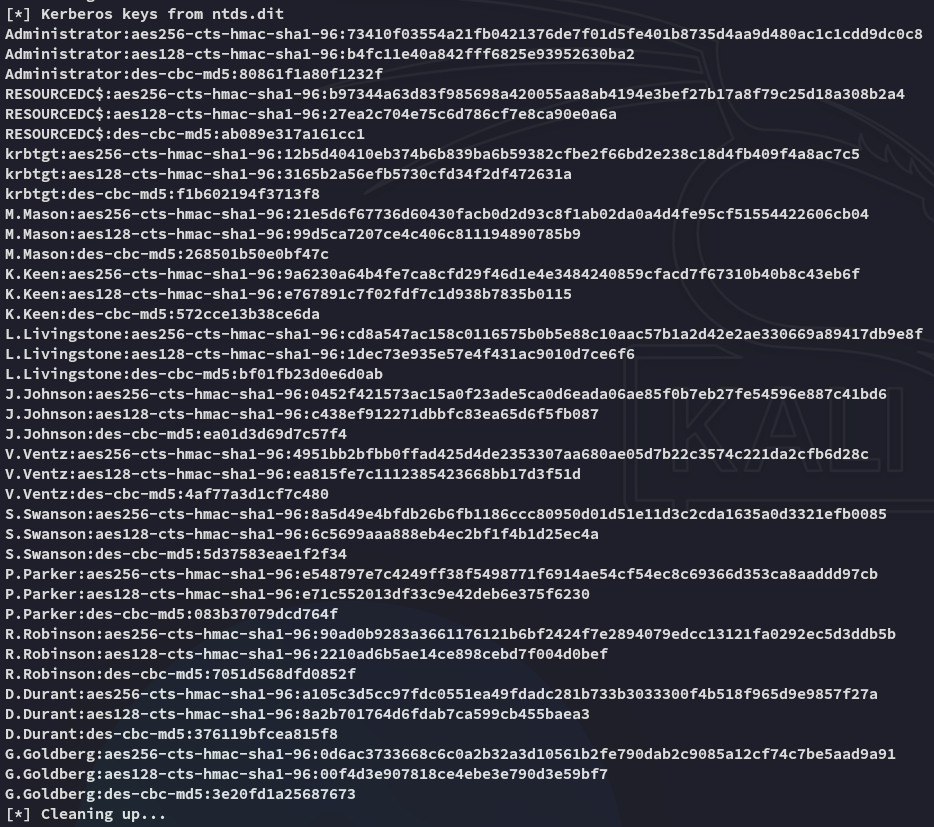 [*] Kerberos keys from ntds.dit
Administrator:aes256-cts-hmac-sha1-96:73410f03554a21fb0421376de7f01d5fe401b8735d4aa9d480ac1c1cdd9dc0c8
Administrator:aes128-cts-hmac-sha1-96:b4fc11e40a842fff6825e93952630ba2
Administrator:des-cbc-md5:80861f1a80f1232f
RESOURCEDC$:aes256-cts-hmac-sha1-96:b97344a63d83f985698a420055aa8ab4194e3bef27b17a8f79c25d18a308b2a4
RESOURCEDC$:aes128-cts-hmac-sha1-96:27ea2c704e75c6d786cf7e8ca90e0a6a
RESOURCEDC$:des-cbc-md5:ab089e317a161cc1
krbtgt:aes256-cts-hmac-sha1-96:12b5d40410eb374b6b839ba6b59382cfbe2f66bd2e238c18d4fb409f4a8ac7c5
krbtgt:aes128-cts-hmac-sha1-96:3165b2a56efb5730cfd34f2df472631a
krbtgt:des-cbc-md5:f1b602194f3713f8
M.Mason:aes256-cts-hmac-sha1-96:21e5d6f67736d60430facb0d2d93c8f1ab02da0a4d4fe95cf51554422606cb04
M.Mason:aes128-cts-hmac-sha1-96:99d5ca7207ce4c406c811194890785b9
M.Mason:des-cbc-md5:268501b50e0bf47c
K.Keen:aes256-cts-hmac-sha1-96:9a6230a64b4fe7ca8cfd29f46d1e4e3484240859cfacd7f67310b40b8c43eb6f
K.Keen:aes128-cts-hmac-sha1-96:e767891c7f02fdf7c1d938b7835b0115
K.Keen:des-cbc-md5:572cce13b38ce6da
L.Livingstone:aes256-cts-hmac-sha1-96:cd8a547ac158c0116575b0b5e88c10aac57b1a2d42e2ae330669a89417db9e8f
L.Livingstone:aes128-cts-hmac-sha1-96:1dec73e935e57e4f431ac9010d7ce6f6
L.Livingstone:des-cbc-md5:bf01fb23d0e6d0ab
J.Johnson:aes256-cts-hmac-sha1-96:0452f421573ac15a0f23ade5ca0d6eada06ae85f0b7eb27fe54596e887c41bd6
J.Johnson:aes128-cts-hmac-sha1-96:c438ef912271dbbfc83ea65d6f5fb087
J.Johnson:des-cbc-md5:ea01d3d69d7c57f4
V.Ventz:aes256-cts-hmac-sha1-96:4951bb2bfbb0ffad425d4de2353307aa680ae05d7b22c3574c221da2cfb6d28c
V.Ventz:aes128-cts-hmac-sha1-96:ea815fe7c1112385423668bb17d3f51d
V.Ventz:des-cbc-md5:4af77a3d1cf7c480
S.Swanson:aes256-cts-hmac-sha1-96:8a5d49e4bfdb26b6fb1186ccc80950d01d51e11d3c2cda1635a0d3321efb0085
S.Swanson:aes128-cts-hmac-sha1-96:6c5699aaa888eb4ec2bf1f4b1d25ec4a
S.Swanson:des-cbc-md5:5d37583eae1f2f34
P.Parker:aes256-cts-hmac-sha1-96:e548797e7c4249ff38f5498771f6914ae54cf54ec8c69366d353ca8aaddd97cb
P.Parker:aes128-cts-hmac-sha1-96:e71c552013df33c9e42deb6e375f6230
P.Parker:des-cbc-md5:083b37079dcd764f
R.Robinson:aes256-cts-hmac-sha1-96:90ad0b9283a3661176121b6bf2424f7e2894079edcc13121fa0292ec5d3ddb5b
R.Robinson:aes128-cts-hmac-sha1-96:2210ad6b5ae14ce898cebd7f004d0bef
R.Robinson:des-cbc-md5:7051d568dfd0852f
D.Durant:aes256-cts-hmac-sha1-96:a105c3d5cc97fdc0551ea49fdadc281b733b3033300f4b518f965d9e9857f27a
D.Durant:aes128-cts-hmac-sha1-96:8a2b701764d6fdab7ca599cb455baea3
D.Durant:des-cbc-md5:376119bfcea815f8
G.Goldberg:aes256-cts-hmac-sha1-96:0d6ac3733668c6c0a2b32a3d10561b2fe790dab2c9085a12cf74c7be5aad9a91
G.Goldberg:aes128-cts-hmac-sha1-96:00f4d3e907818ce4ebe3e790d3e59bf7
G.Goldberg:des-cbc-md5:3e20fd1a25687673
[*] Cleaning up...
KALI